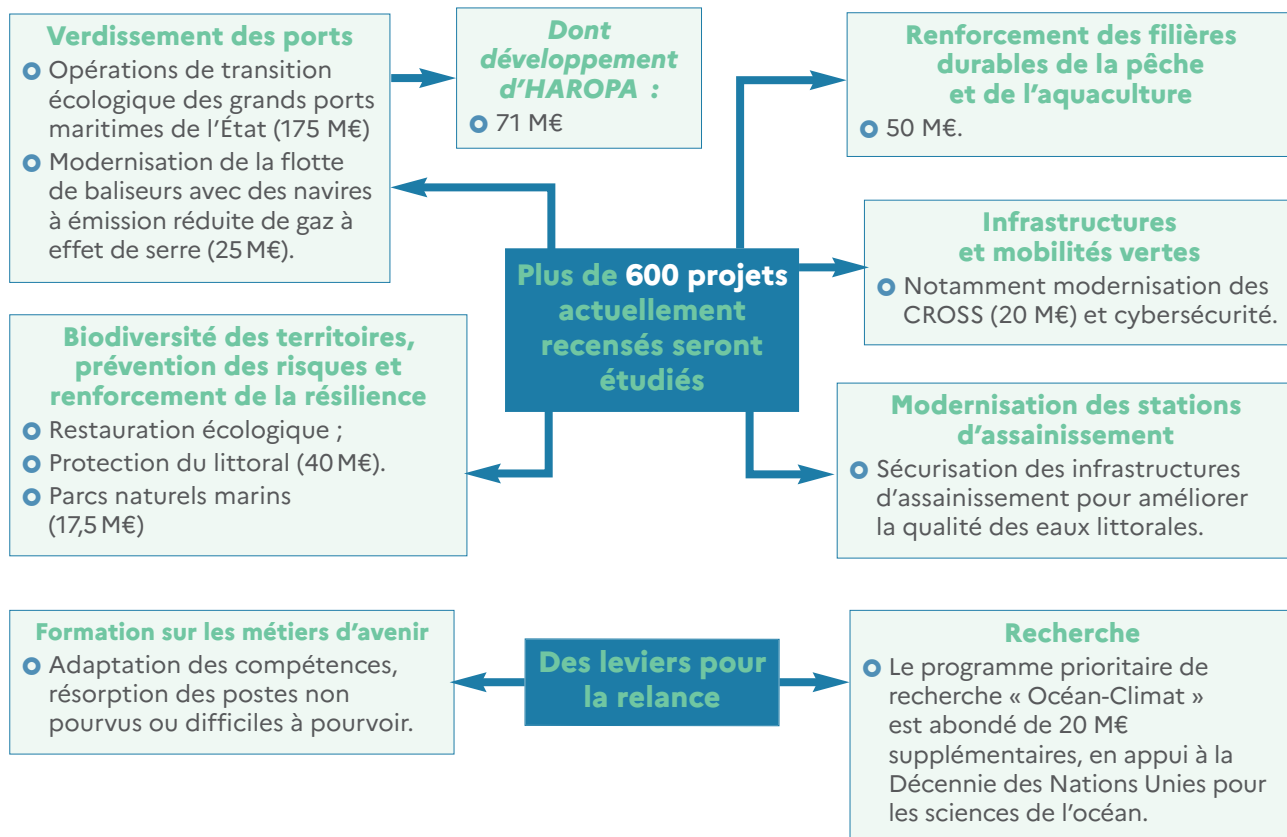 Verdissement des ports
Opérations de transition
écologique des grands ports
maritimes de l'État (175 M€)
Modernisation de la flotte
de baliseurs avec des navires
à émission réduite de gaz à
effet de serre (25 M€).
Dont
développement
d'HAROPA :
71 M€
Renforcement des filières
durables de la pêche
et de l'aquaculture
50 M€.
Plus de 600 projets
actuellement
recensés seront
étudiés
Infrastructures
et mobilités vertes
Notamment modernisation des
CROSS (20 M€) et cybersécurité.
Biodiversité des territoires,
prévention des risques et
renforcement de la résilience
Restauration écologique ;
Protection du littoral (40 M€).
Parcs naturels marins
(17,5 M€)
Modernisation des stations
d'assainissement
Sécurisation des infrastructures
d'assainissement pour améliorer
la qualité des eaux littorales.
Formation sur les métiers d'avenir
Adaptation des compétences,
résorption des postes non
pourvus ou difficiles à pourvoir.
Des leviers pour
la relance
Recherche
Le programme prioritaire de
recherche « Océan-Climat »
est abondé de 20 M€
supplémentaires, en appui à la
Décennie des Nations Unies pour
les sciences de l'océan.